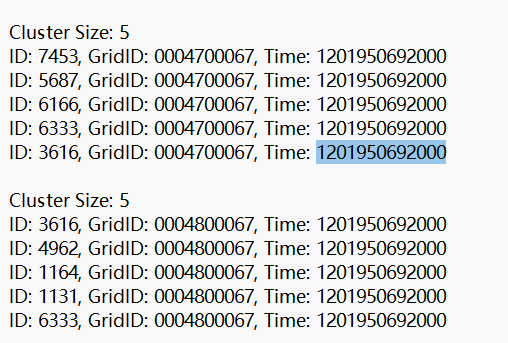 Cluster Size: 5
ID: 7453, GridID: 0004700067, Time: 1201950692000
ID: 5687, GridID: 0004700067, Time: 1201950692000
ID: 6166, GridID: 0004700067, Time: 1201950692000
ID: 6333, GridID: 0004700067, Time: 1201950692000
ID: 3616, GridID: 0004700067, Time: 1201950692000
Cluster Size: 5
ID: 3616, GridID: 0004800067, Time: 1201950692000
ID: 4962, GridID: 0004800067, Time: 1201950692000
ID: 1164, GridID: 0004800067, Time: 1201950692000
ID: 1131, GridID: 0004800067, Time: 1201950692000
ID: 6333, GridID: 0004800067, Time: 1201950692000